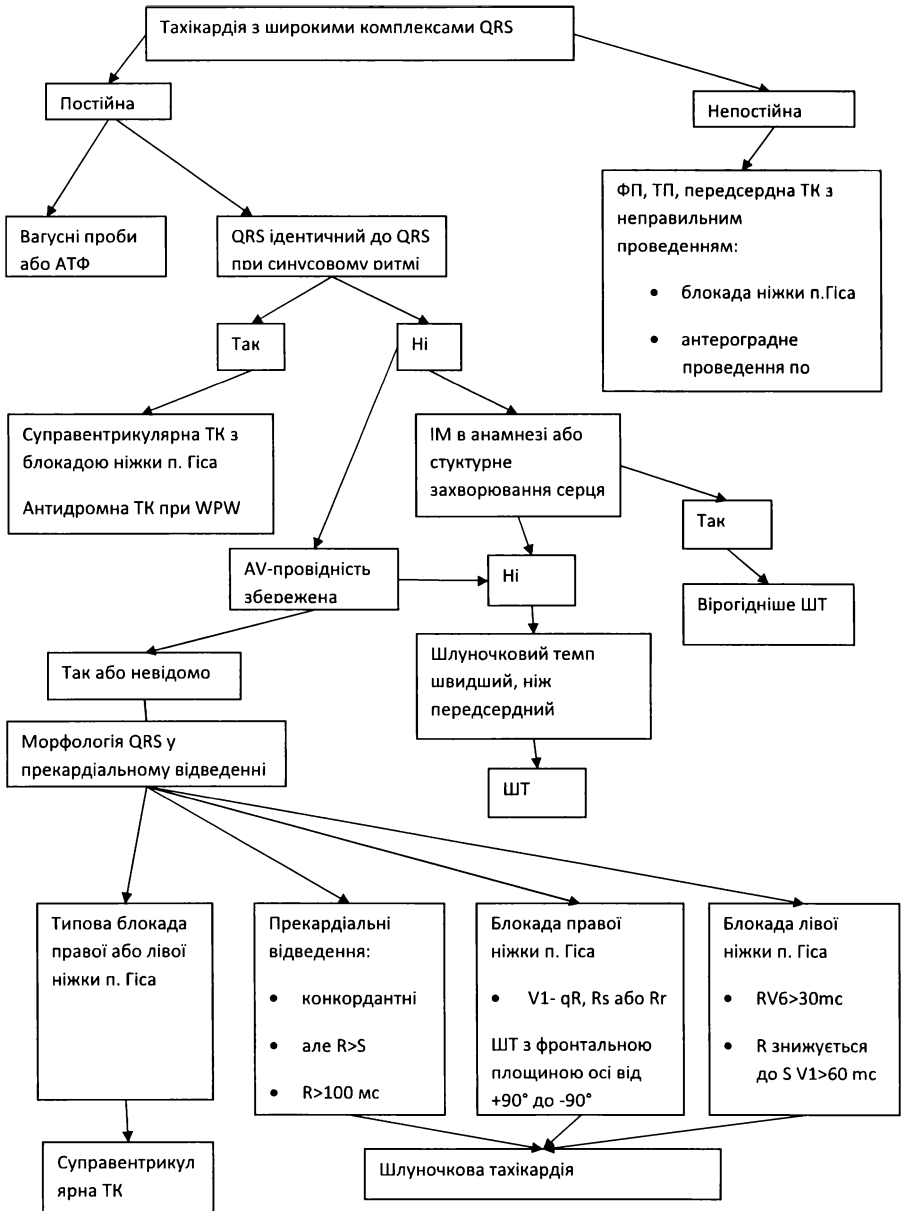 Тахікардія з широкими комплексами QRS
Постійна
Непостійна
Вагусні проби
або АТФ
QRS ідентичний до QRS
при синусовому ритмі
ФП, ТП, передсердна ТК з
неправильним
проведенням:
• блокада ніжки п.Гіса
• антероградне
проведення по
Так
Ні
Суправентрикулярна ТК з
блокадою ніжки п. Гіса
Антидромна ТК при WPW
ІМ в анамнезі або
стуктурне
захворювання серця
Так
AV-провідність
збережена
Ні
Вірогідніше ШТ
Так або невідомо
Шлуночковий темп
швидший, ніж
передсердний
Морфологія QRS у
прекардіальному відведенні
ШТ
Типова блокада
правої або лівої
ніжки п. Гіса
Прекардіальні
відведення:
• конкордантні
• але R>S
• R>100 мс
Блокада правої
ніжки п. Гіса
• V1- qR, Rs або Rr
ШТ з фронтальною
площиною осі від
+90° до -90°
Блокада лівої
ніжки п. Гіса
• RV6>30mc
• R знижується
до S V1>60 mc
Суправентрикул
ярна ТК
Шлуночкова тахікардія